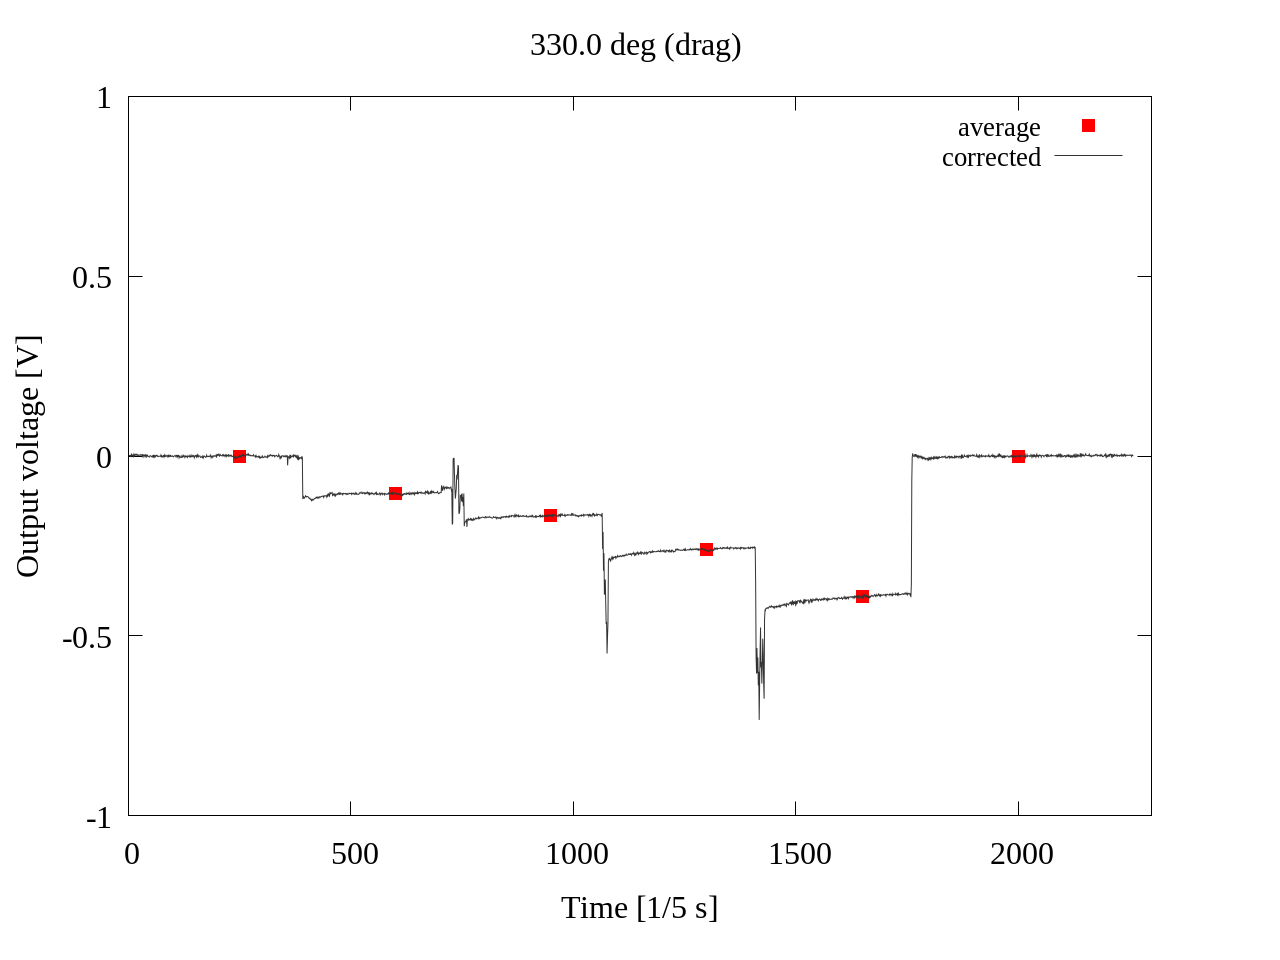 330.0 deg (drag)
1
average
corrected
0.5
0
-0.5
-1
Output voltage [V]
0 500 1000 1500 2000
Time [1/5 s]